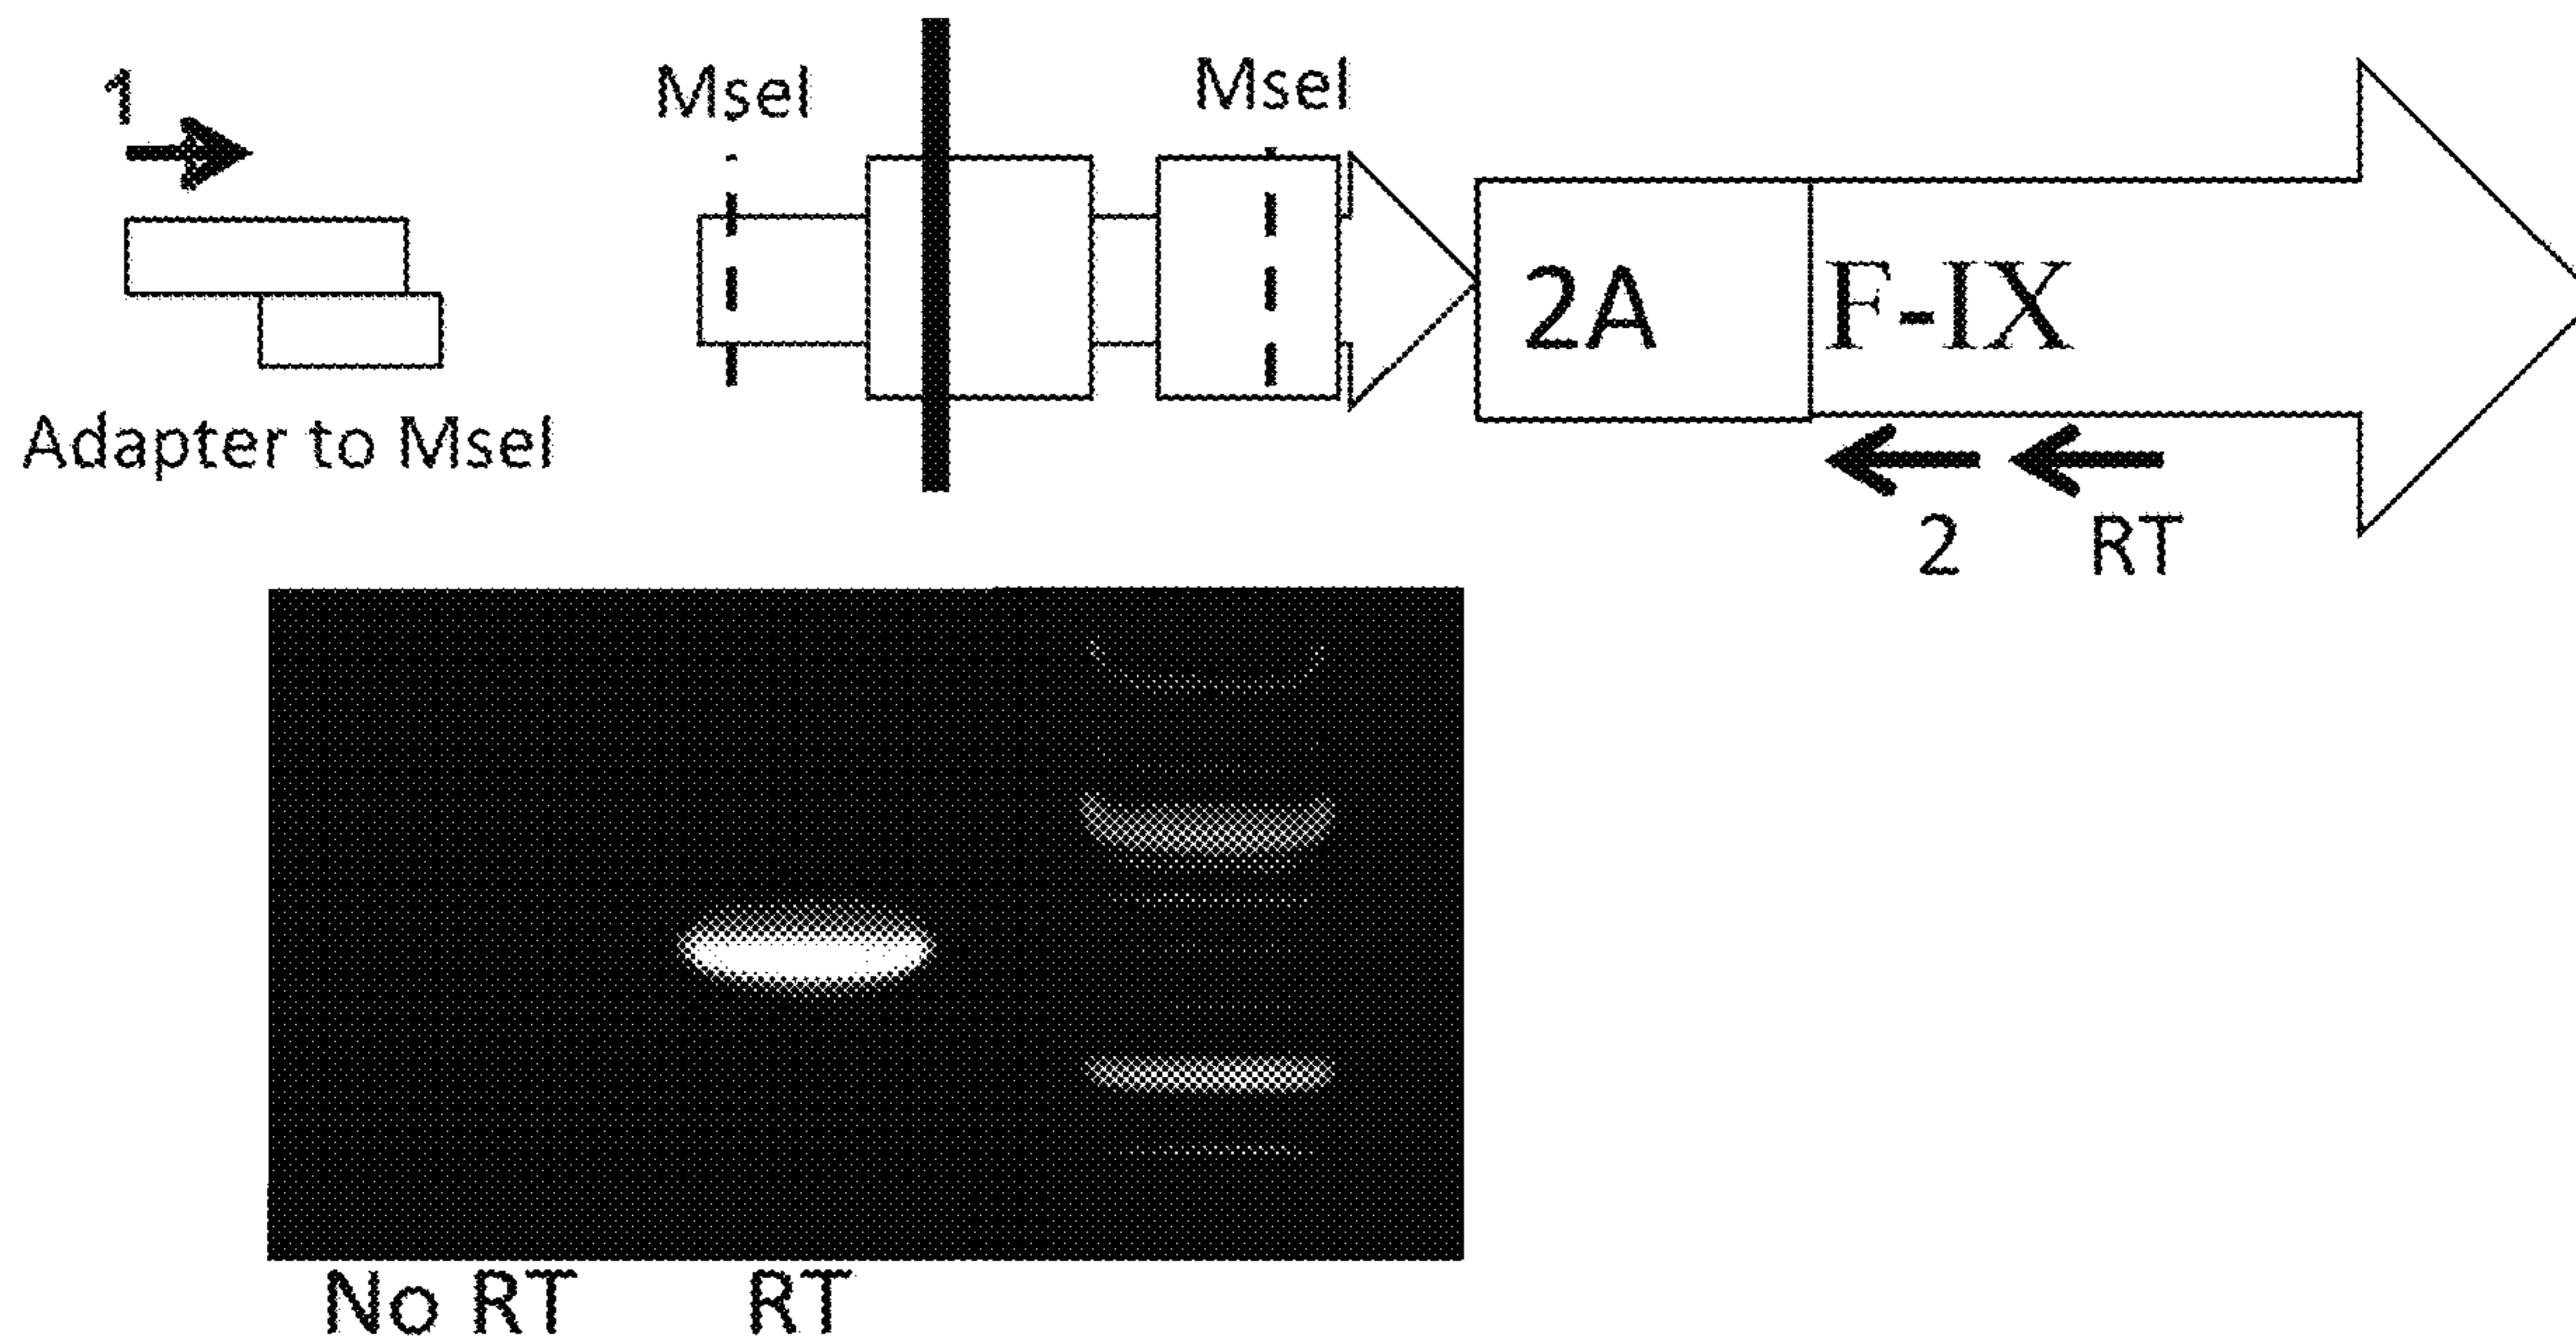 1
MseI
MseI
2A
F-IX
Adapter to MseI
2
RT
No RT
RT